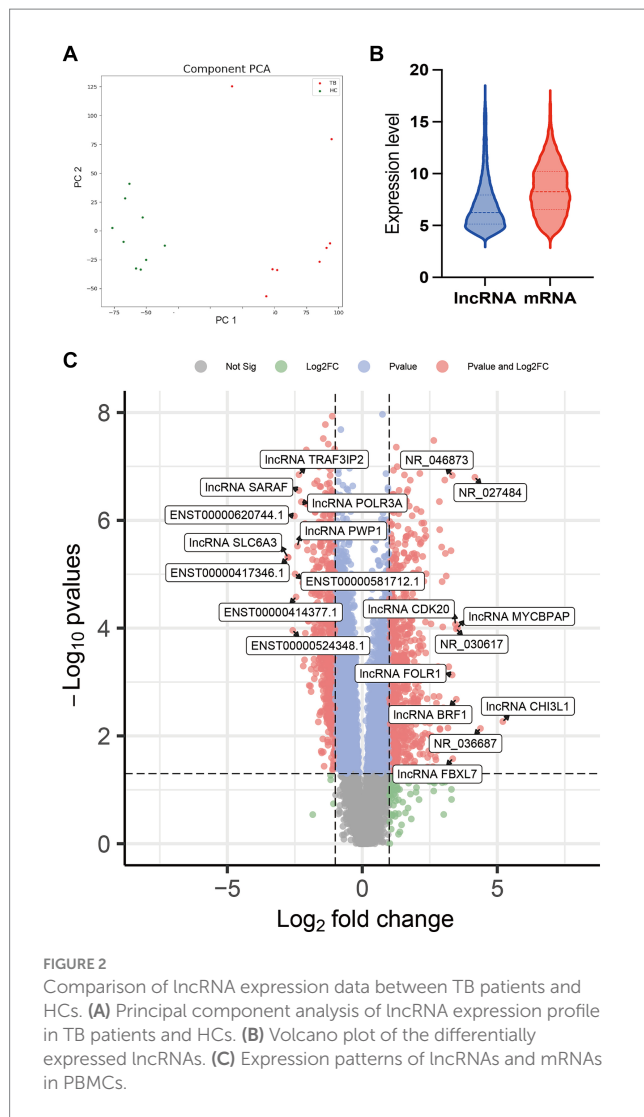 A
Component PCA
TB
HC
125
100
75
50
25
0
-25
-50
PC 2
-75
-50
50
75
100
PC 1
B
20
15
10
5
0
Expression level
lncRNA mRNA
C
Not Sig
Log2FC
Pvalue
Pvalue and Log2FC
8
6
4
2
0
−Log10 pvalues
lncRNA TRAF3IP2
NR_046873
lncRNA SARAF
NR_027484
lncRNA POLR3A
ENST00000620744.1
lncRNA PWP1
lncRNA SLC6A3
ENST00000417346.1
ENST00000581712.1
ENST00000414377.1
lncRNA CDK20
lncRNA MYCBPAP
ENST00000524348.1
NR_030617
lncRNA FOLR1
lncRNA CHI3L1
lncRNA BRF1
NR_036687
lncRNA FBXL7
−5
0
5
Log2 fold change
FIGURE 2
Comparison of lncRNA expression data between TB patients and
HCs. (A) Principal component analysis of lncRNA expression profile
in TB patients and HCs. (B) Volcano plot of the differentially
expressed lncRNAs. (C) Expression patterns of lncRNAs and mRNAs
in PBMCs.